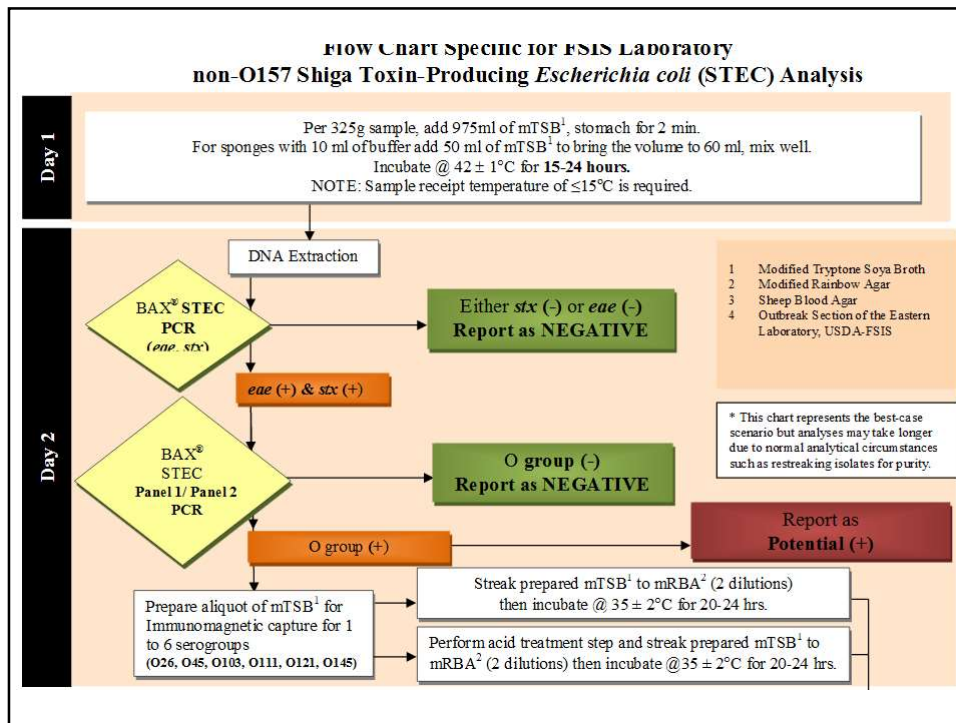 Flow Chart Specific for FSIS Laboratory
non-O157 Shiga Toxin-Producing Escherichia coli (STEC) Analysis
Day 1
Per 325g sample, add 975ml of mTSB¹, stomach for 2 min.
For sponges with 10 ml of buffer add 50 ml of mTSB¹ to bring the volume to 60 ml, mix well.
Incubate @ 42 ± 1°C for 15-24 hours.
NOTE: Sample receipt temperature of ≤15°C is required.
Day 2
DNA Extraction
BAX® STEC
PCR
(eae, stx)
Either stx (-) or eae (-)
Report as NEGATIVE
1 Modified Tryptone Soya Broth
2 Modified Rainbow Agar
3 Sheep Blood Agar
4 Outbreak Section of the Eastern
Laboratory, USDA-FSIS
eae (+) & stx (+)
* This chart represents the best-case
scenario but analyses may take longer
due to normal analytical circumstances
such as restreaking isolates for purity.
BAX®
STEC
Panel 1/ Panel 2
PCR
O group (-)
Report as NEGATIVE
O group (+)
Report as
Potential (+)
Prepare aliquot of mTSB¹ for
Immunomagnetic capture for 1
to 6 serogroups
(O26, O45, O103, O111, O121, O145)
Streak prepared mTSB¹ to mRBA² (2 dilutions)
then incubate @ 35 ± 2°C for 20-24 hrs.
Perform acid treatment step and streak prepared mTSB¹ to
mRBA² (2 dilutions) then incubate @35 ± 2°C for 20-24 hrs.